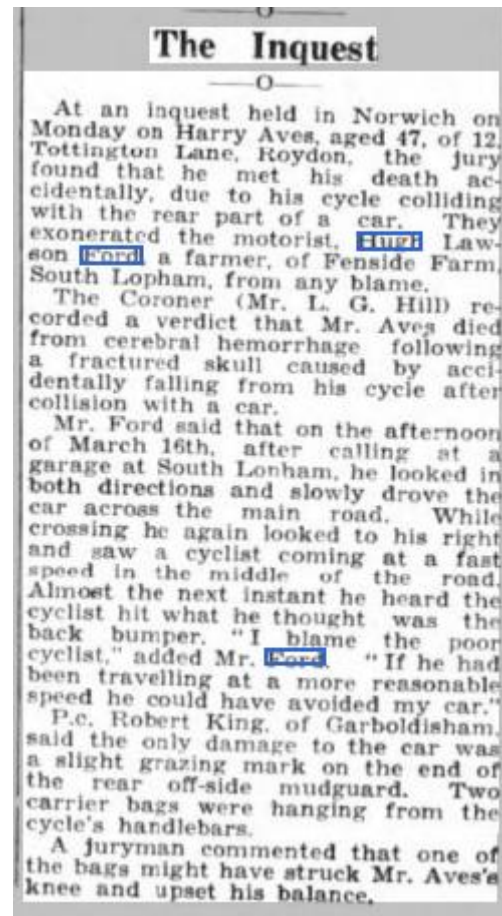 The Inquest
At an inquest held in Norwich on
Monday on Harry Aves, aged 47, of 12,
Tottington Lane, Roydon, the jury
found that he met his death ac-
cidentally, due to his cycle colliding
with the rear part of a car. They
exonerated the motorist, Hugh Law-
son Ford, a farmer, of Fenside Farm,
South Lopham, from any blame.
The Coroner (Mr. L. G. Hill) re-
corded a verdict that Mr. Aves died
from cerebral hemorrhage following
a fractured skull caused by acci-
dentally falling from his cycle after
collision with a car.
Mr. Ford said that on the afternoon
of March 16th, after calling at a
garage at South Lonham, he looked in
both directions and slowly drove the
car across the main road. While
crossing he again looked to his right
and saw a cyclist coming at a fast
speed in the middle of the road.
Almost the next instant he heard the
cyclist hit what he thought was the
back bumper. "I blame the poor
cyclist," added Mr. Ford. "If he had
been travelling at a more reasonable
speed he could have avoided my car."
P.c. Robert King, of Garboldisham,
said the only damage to the car was
a slight grazing mark on the end of
the rear off-side mudguard. Two
carrier bags were hanging from the
cycle's handlebars.
A juryman commented that one of
the bags might have struck Mr. Aves's
knee and upset his balance.